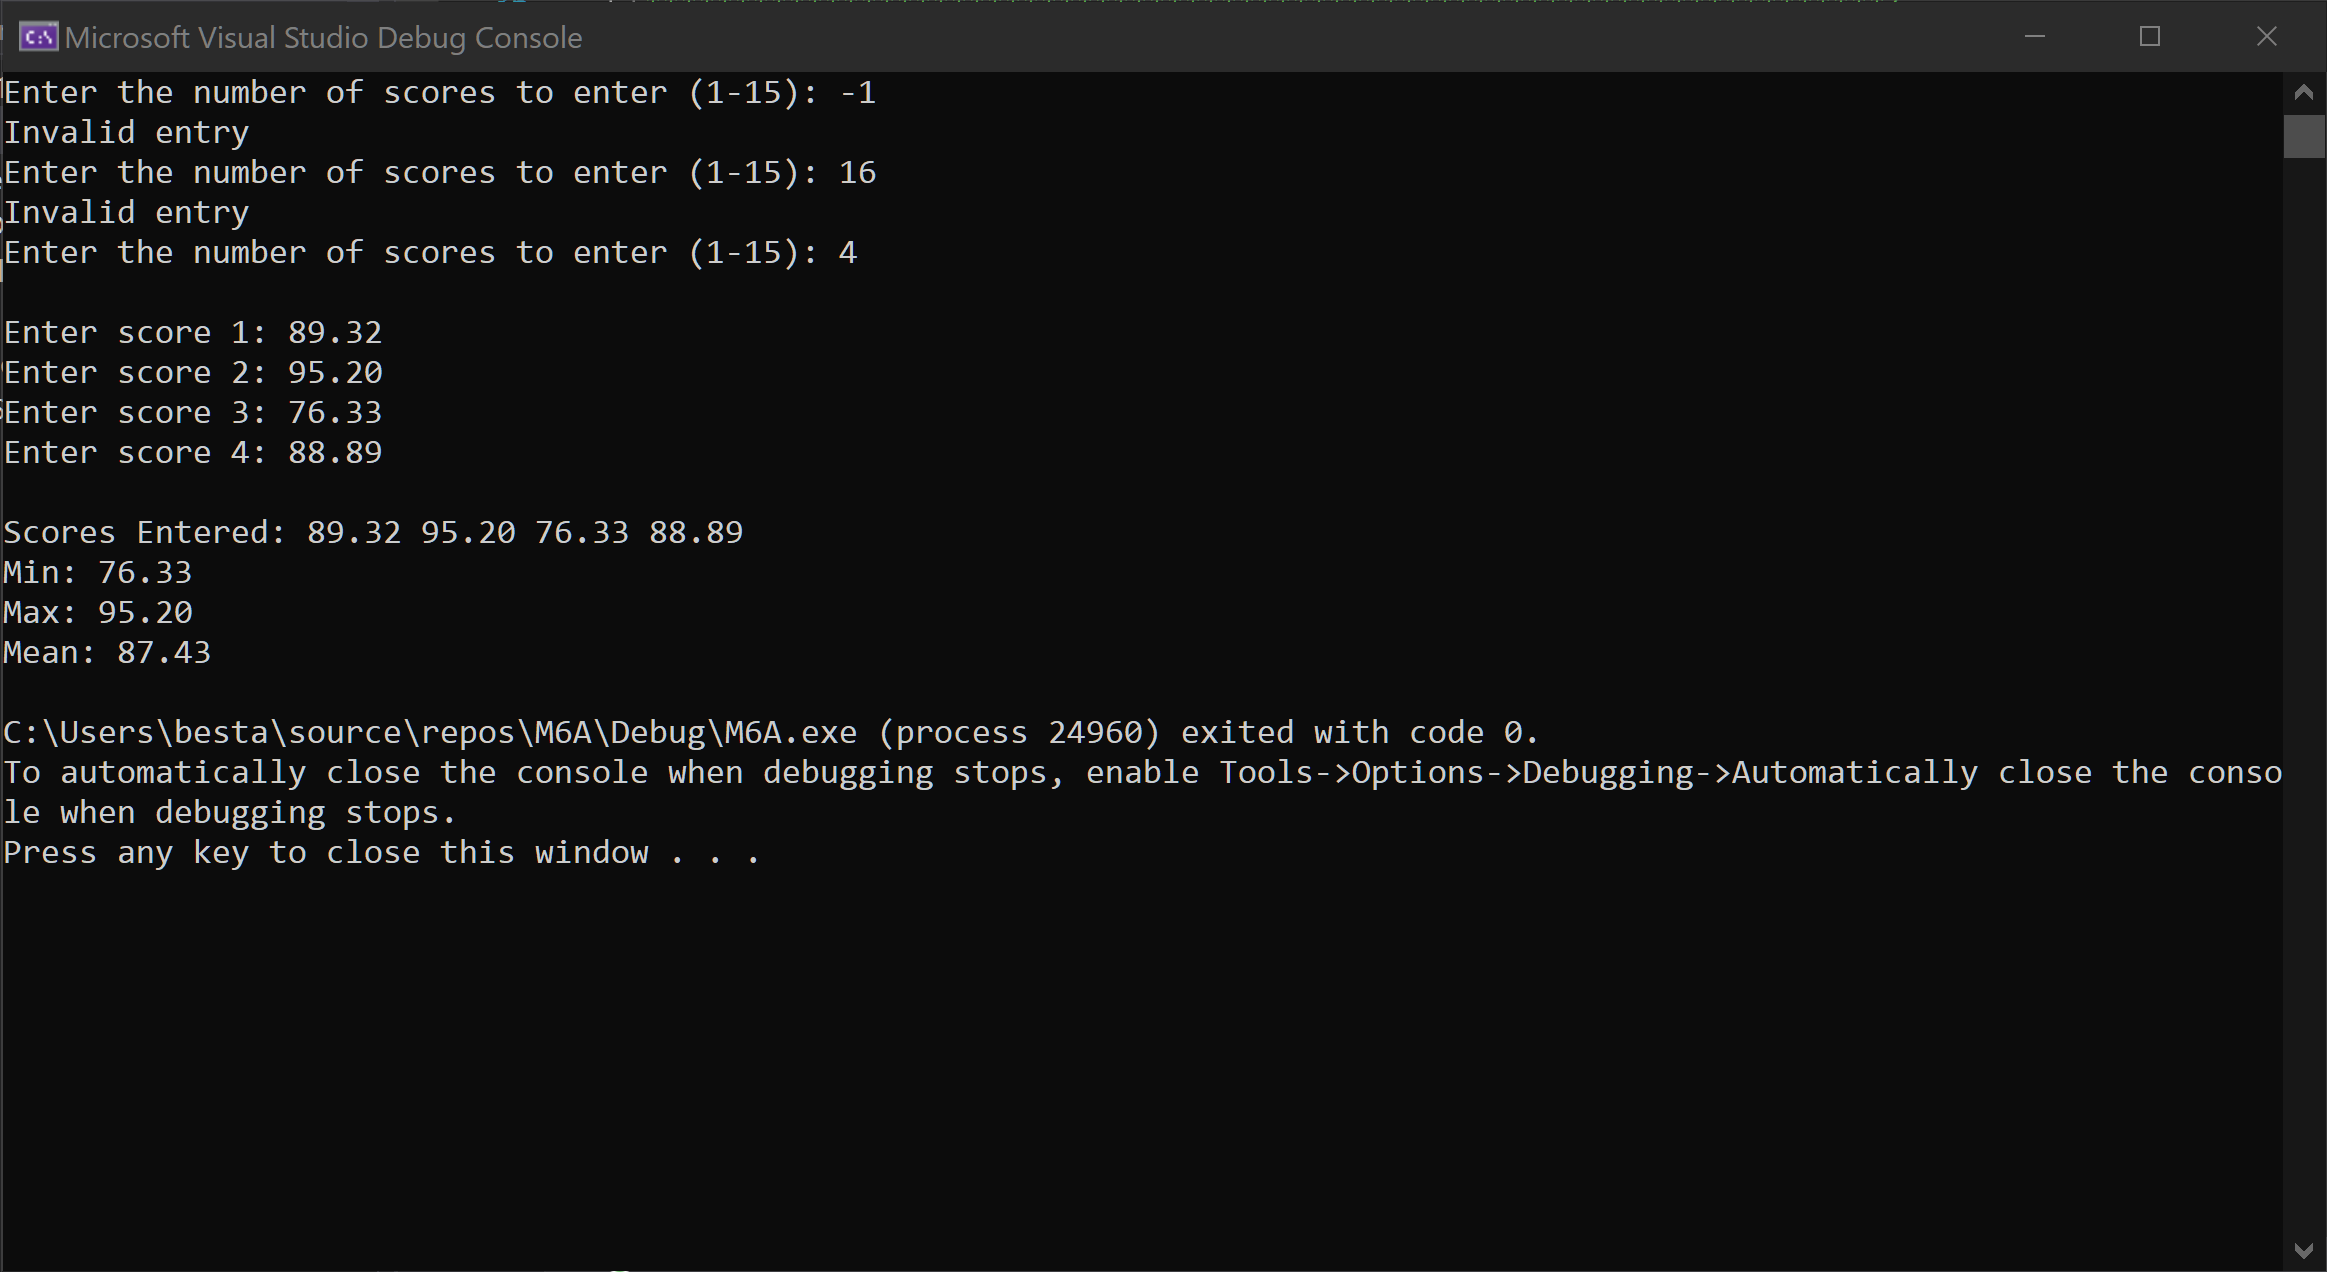 Microsoft Visual Studio Debug Console
Enter the number of scores to enter (1-15): -1
Invalid entry
Enter the number of scores to enter (1-15): 16
Invalid entry
Enter the number of scores to enter (1-15): 4
Enter score 1: 89.32
Enter score 2: 95.20
Enter score 3: 76.33
Enter score 4: 88.89
Scores Entered: 89.32 95.20 76.33 88.89
Min: 76.33
Max: 95.20
Mean: 87.43
C:\Users\besta\source\repos\M6A\Debug\M6A.exe (process 24960) exited with code 0.
To automatically close the console when debugging stops, enable Tools->Options->Debugging->Automatically close the conso
le when debugging stops.
Press any key to close this window . . .